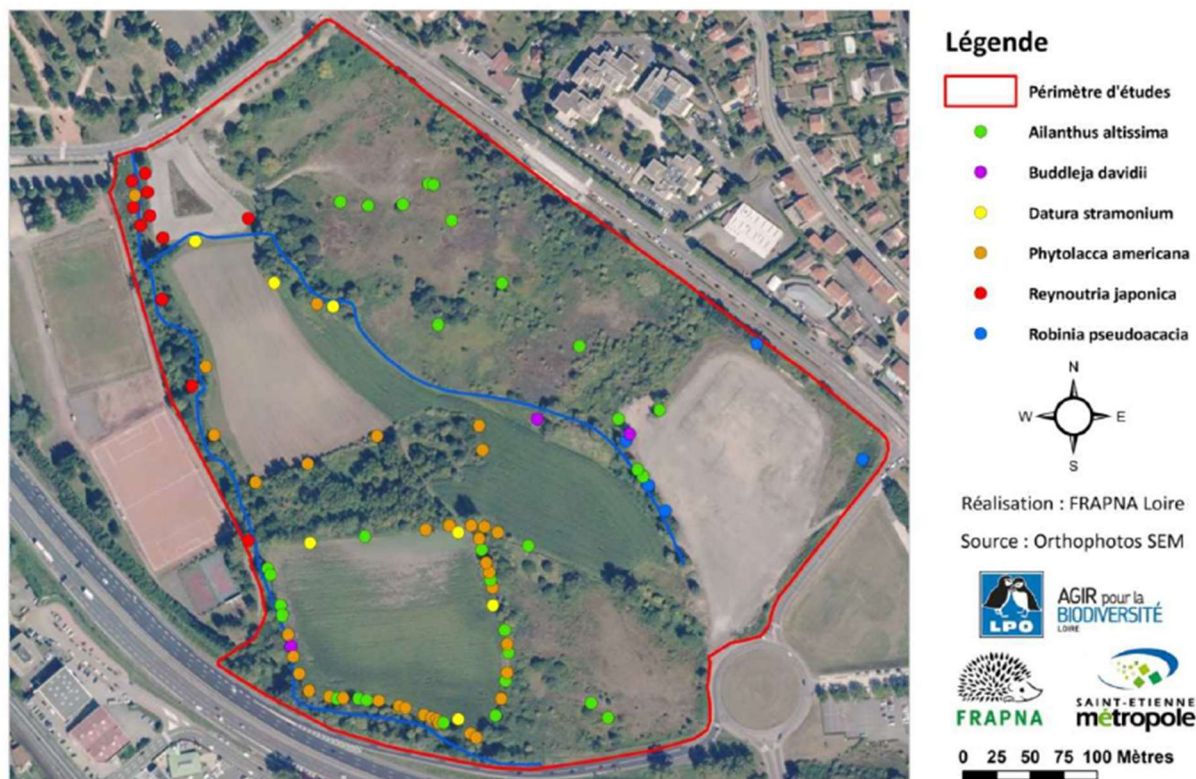 Légende
Périmètre d'études
Ailanthus altissima
Buddleja davidii
Datura stramonium
Phytolacca americana
Reynoutria japonica
Robinia pseudoacacia
N
W E
S
Réalisation : FRAPNA Loire
Source : Orthophotos SEM
LPO
AGIR pour la
BIODIVERSITÉ
LOIRE
FRAPNA
SAINT-ETIENNE
métropole
0 25 50 75 100 Mètres